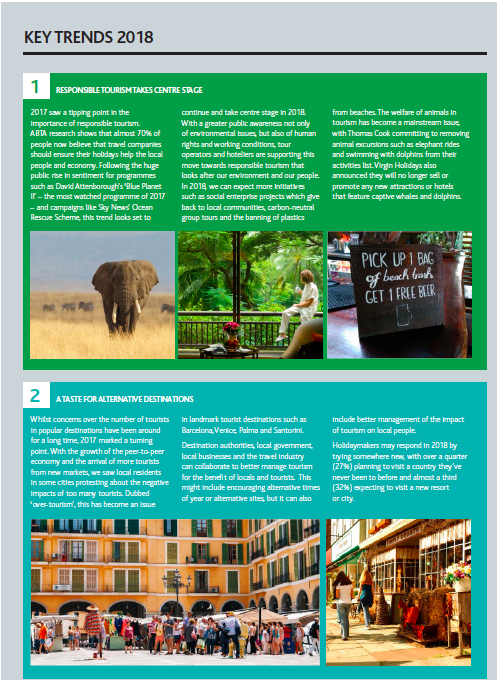 KEY TRENDS 2018
1 RESPONSIBLE TOURISM TAKES CENTRE STAGE
2017 saw a tipping point in the
importance of responsible tourism.
ABTA research shows that almost 70% of
people now believe that travel companies
should ensure their holidays help the local
people and economy. Following the huge
public rise in sentiment for programmes
such as David Attenborough's 'Blue Planet
II' – the most watched programme of 2017
– and campaigns like Sky News' Ocean
Rescue Scheme, this trend looks set to
continue and take centre stage in 2018.
With a greater public awareness not only
of environmental issues, but also of human
rights and working conditions, tour
operators and hoteliers are supporting this
move towards responsible tourism that
looks after our environment and our people.
In 2018, we can expect more initiatives
such as social enterprise projects which give
back to local communities, carbon-neutral
group tours and the banning of plastics
from beaches. The welfare of animals in
tourism has become a mainstream issue,
with Thomas Cook committing to removing
animal excursions such as elephant rides
and swimming with dolphins from their
activities list. Virgin Holidays also
announced they will no longer sell or
promote any new attractions or hotels
that feature captive whales and dolphins.
PICK UP 1 BAG
of beach trash
GET 1 FREE BEER
2 A TASTE FOR ALTERNATIVE DESTINATIONS
Whilst concerns over the number of tourists
in popular destinations have been around
for a long time, 2017 marked a turning
point. With the growth of the peer-to-peer
economy and the arrival of more tourists
from new markets, we saw local residents
in some cities protesting about the negative
impacts of too many tourists. Dubbed
'over-tourism', this has become an issue
in landmark tourist destinations such as
Barcelona, Venice, Palma and Santorini.
Destination authorities, local government,
local businesses and the travel industry
can collaborate to better manage tourism
for the benefit of locals and tourists. This
might include encouraging alternative times
of year or alternative sites, but it can also
include better management of the impact
of tourism on local people.
Holidaymakers may respond in 2018 by
trying somewhere new, with over a quarter
(27%) planning to visit a country they've
never been to before and almost a third
(32%) expecting to visit a new resort
or city.